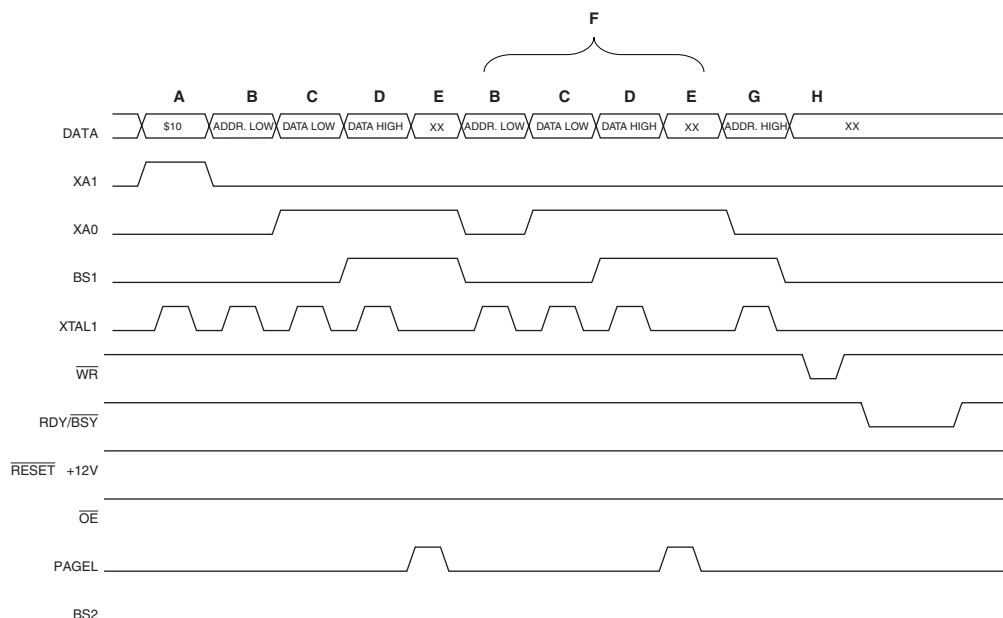 F
A B C D E B C D E G H
DATA $10 ADDR. LOW DATA LOW DATA HIGH XX ADDR. LOW DATA LOW DATA HIGH XX ADDR. HIGH XX
XA1
XA0
BS1
XTAL1
WR
RDY/BSY
RESET +12V
OE
PAGEL
BS2